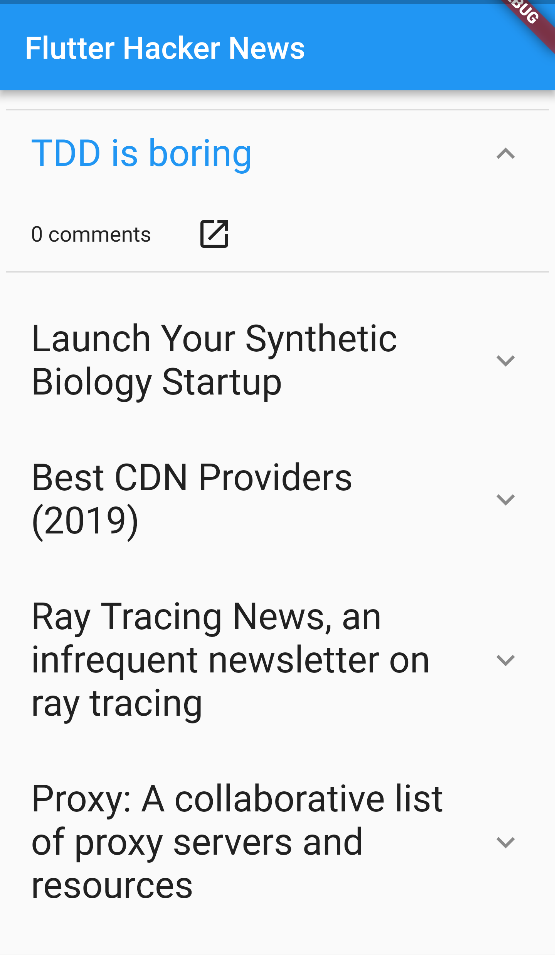 Flutter Hacker News
TDD is boring
0 comments
Launch Your Synthetic
Biology Startup
Best CDN Providers
(2019)
Ray Tracing News, an
infrequent newsletter on
ray tracing
Proxy: A collaborative list
of proxy servers and
resources